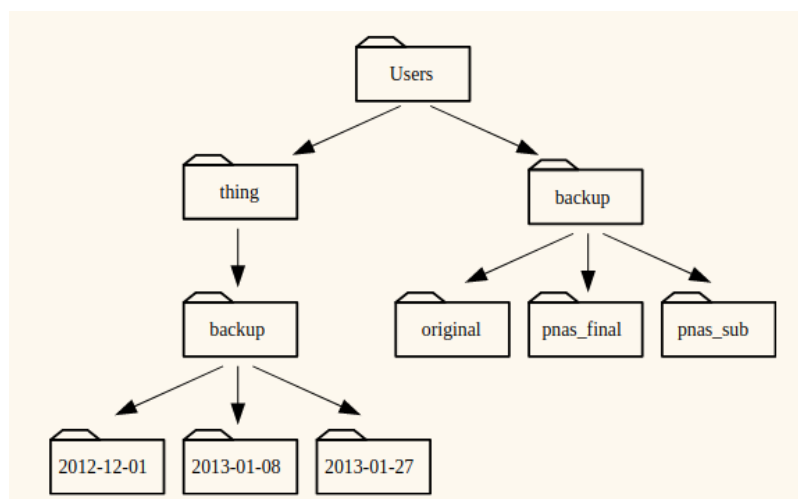 Users
thing
backup
backup
original
pnas_final
pnas_sub
2012-12-01
2013-01-08
2013-01-27